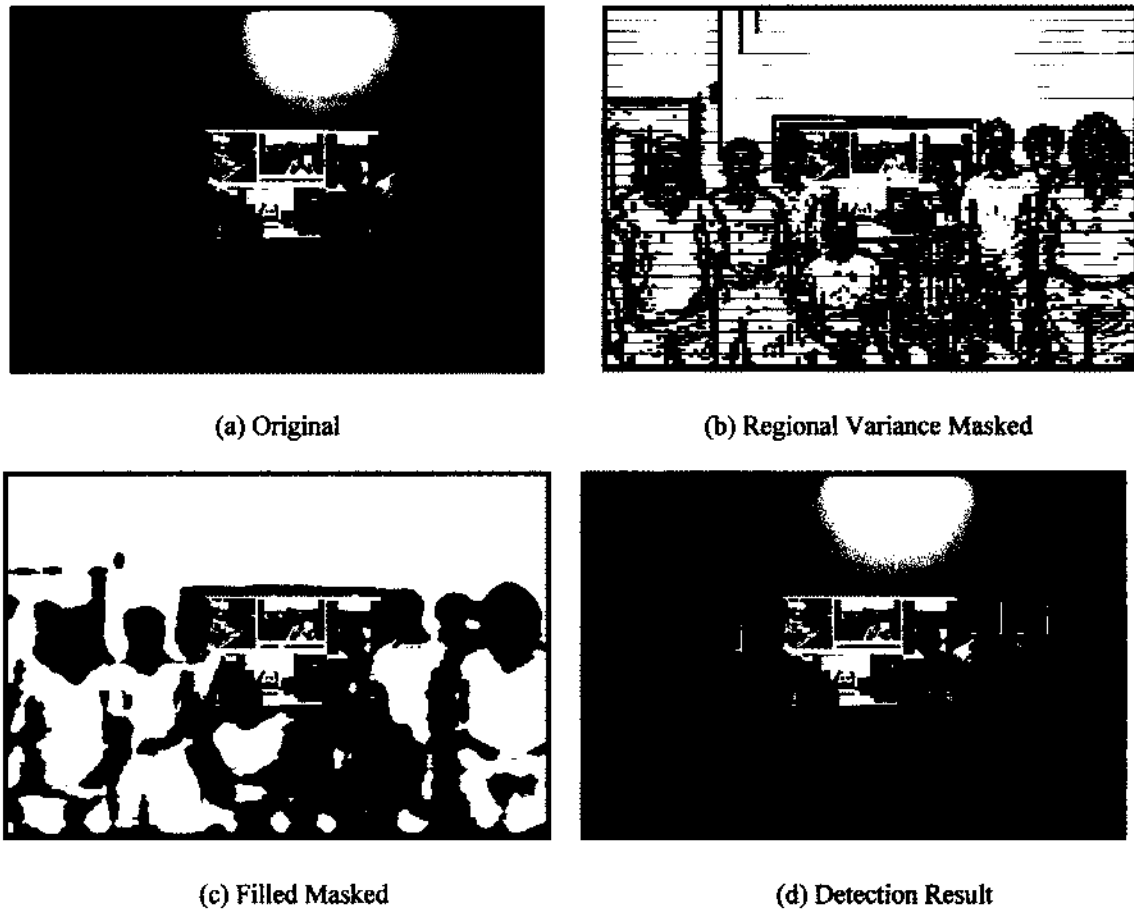 (a) Original
(b) Regional Variance Masked
(c) Filled Masked
(d) Detection Result